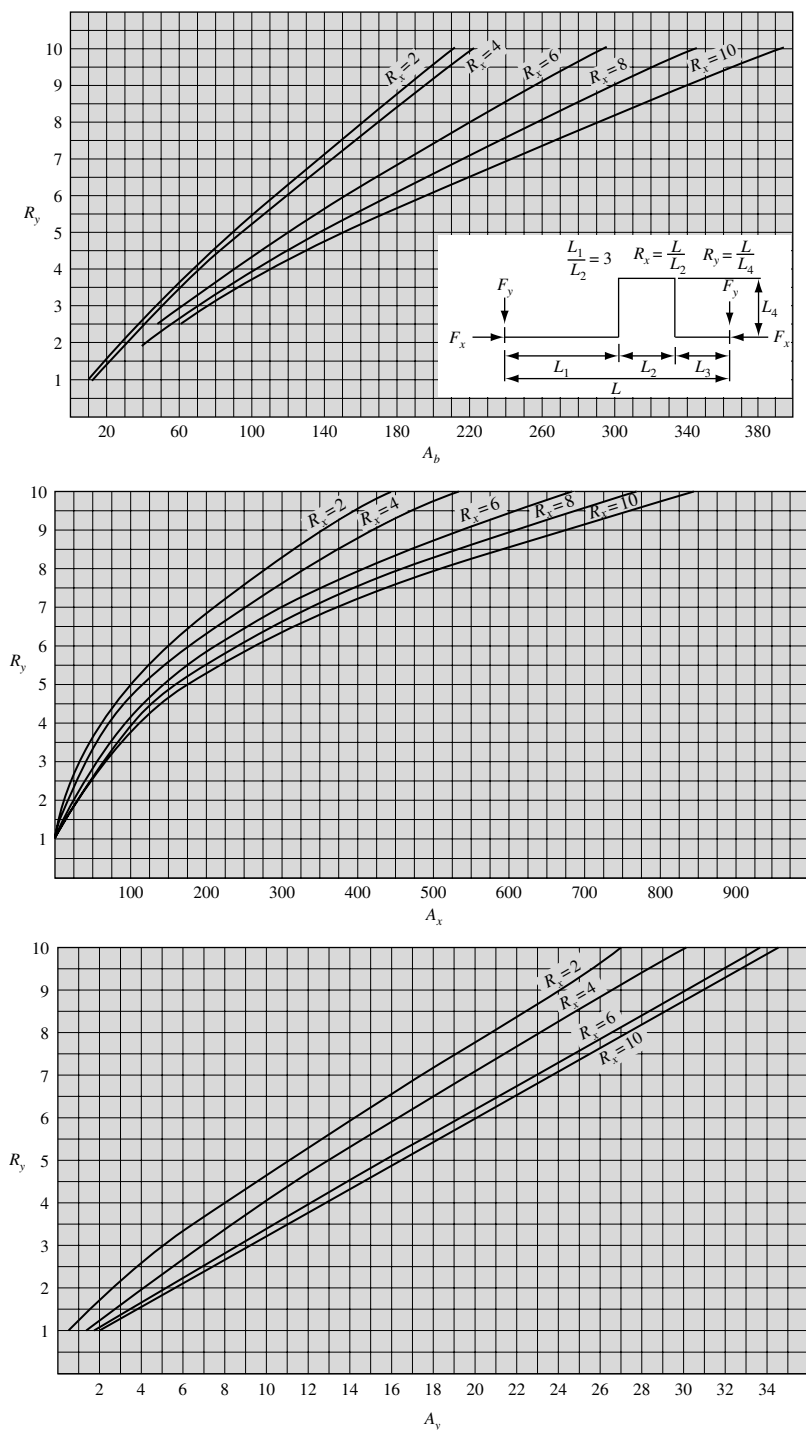 10
9
8
7
6
R_y
5
4
3
2
1
R_x = 2
R_x = 4
R_x = 6
R_x = 8
R_x = 10
L_1/L_2 = 3 R_x = L/L_2 R_y = L/L_4
F_y F_y
L_4
F_x F_x
L_1 L_2 L_3
L
20 60 100 140 180 220 260 300 340 380
A_b
10
9
8
7
6
R_y
5
4
3
2
1
R_x = 2
R_x = 4
R_x = 6
R_x = 8
R_x = 10
100 200 300 400 500 600 700 800 900
A_x
10
9
8
7
6
R_y
5
4
3
2
1
R_x = 2
R_x = 4
R_x = 6
R_x = 10
2 4 6 8 10 12 14 16 18 20 22 24 26 28 30 32 34
A_y